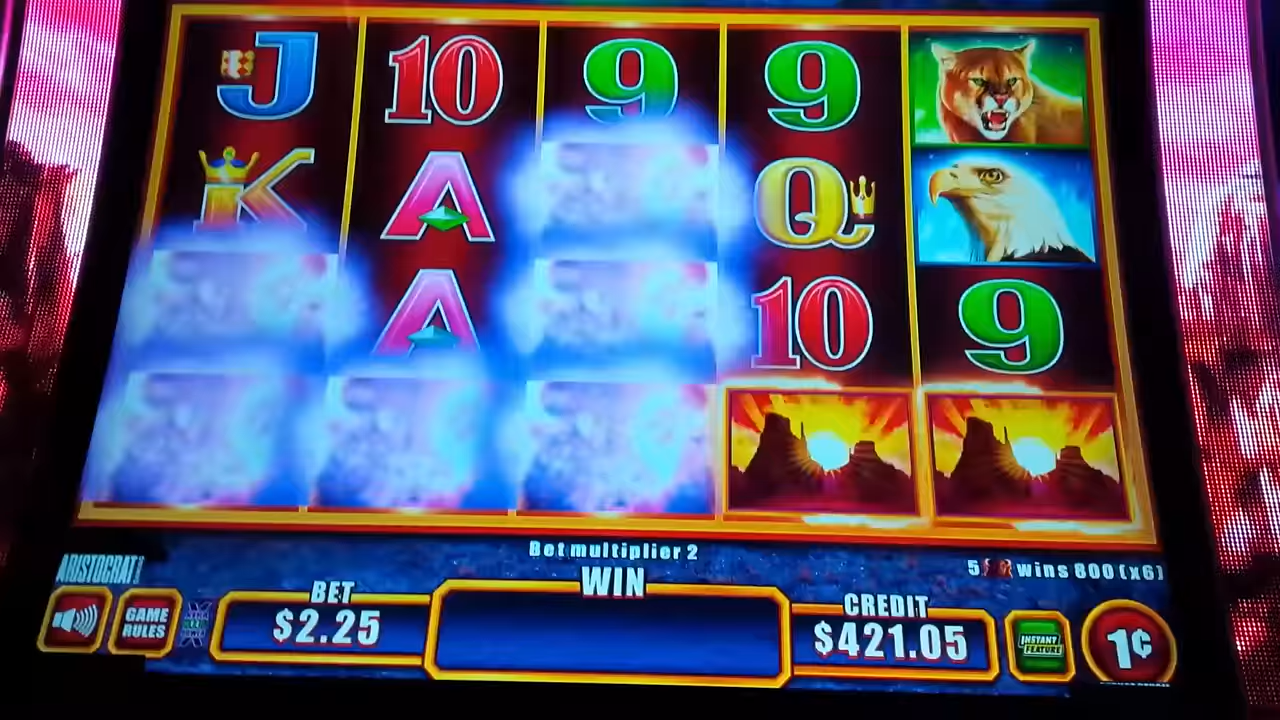 J 10 9 9
K A Q
A 10 9
Bet multiplier 2
ARISTOCRAT
5 wins 800 (x6)
WIN
BET
$2.25
CREDIT
$421.05
GAME
RULES
INSTANT
FEATURE
1¢